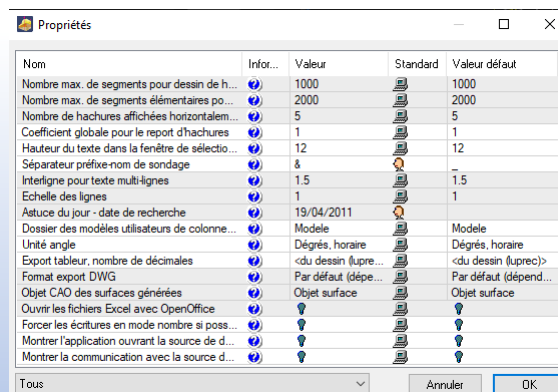 Propriétés
Nom Infor... Valeur Standard Valeur défaut
Nombre max. de segments pour dessin de h... 1000 1000
Nombre max. de segments élémentaires po... 2000 2000
Nombre de hachures affichées horizontalem... 5 5
Coefficient globale pour le report d'hachures 1 1
Hauteur du texte dans la fenêtre de sélectio... 12 12
Séparateur préfixe-nom de sondage & _
Interligne pour texte multi-lignes 1.5 1.5
Echelle des lignes 1 1
Astuce du jour - date de recherche 19/04/2011
Dossier des modèles utilisateurs de colonne... Modele Modele
Unité angle Dégrés, horaire Dégrés, horaire
Export tableur, nombre de décimales <du dessin (lupre... <du dessin (luprec)>
Format export DWG Par défaut (dépe... Par défaut (dépend...
Objet CAO des surfaces générées Objet surface Objet surface
Ouvrir les fichiers Excel avec OpenOffice
Forcer les écritures en mode nombre si poss...
Montrer l'application ouvrant la source de d...
Montrer la communication avec la source d...
Tous Annuler OK